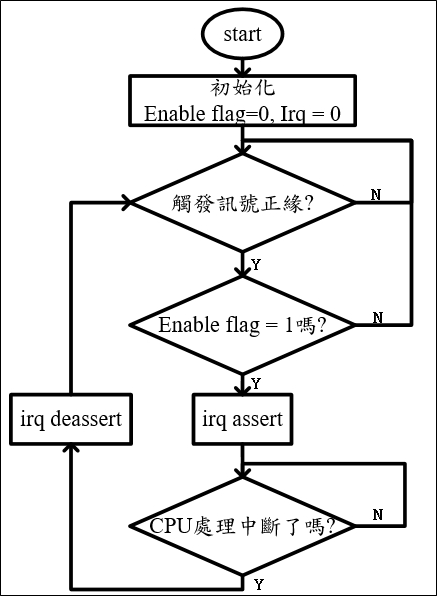 start
初始化
Enable flag=0, Irq = 0
觸發訊號正緣?
N
Y
Enable flag = 1嗎?
N
Y
irq deassert
irq assert
CPU處理中斷了嗎?
N
Y